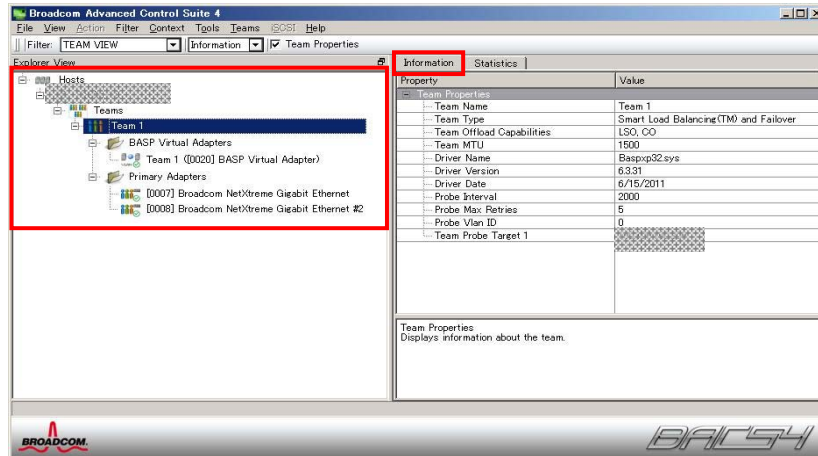 Broadcom Advanced Control Suite 4
File View Action Filter Context Tools Teams iSCSI Help
Filter: TEAM VIEW Information Team Properties
Explorer View
Hosts
Teams
Team 1
BASP Virtual Adapters
Team 1 ([0020] BASP Virtual Adapter)
Primary Adapters
[0007] Broadcom NetXtreme Gigabit Ethernet
[0008] Broadcom NetXtreme Gigabit Ethernet #2
Information Statistics
Property Value
Team Properties
Team Name Team 1
Team Type Smart Load Balancing(TM) and Failover
Team Offload Capabilities LSO, CO
Team MTU 1500
Driver Name Baspxp32.sys
Driver Version 6.3.31
Driver Date 6/15/2011
Probe Interval 2000
Probe Max Retries 5
Probe Vlan ID 0
Team Probe Target 1
Team Properties
Displays information about the team.
BROADCOM.
BACS4